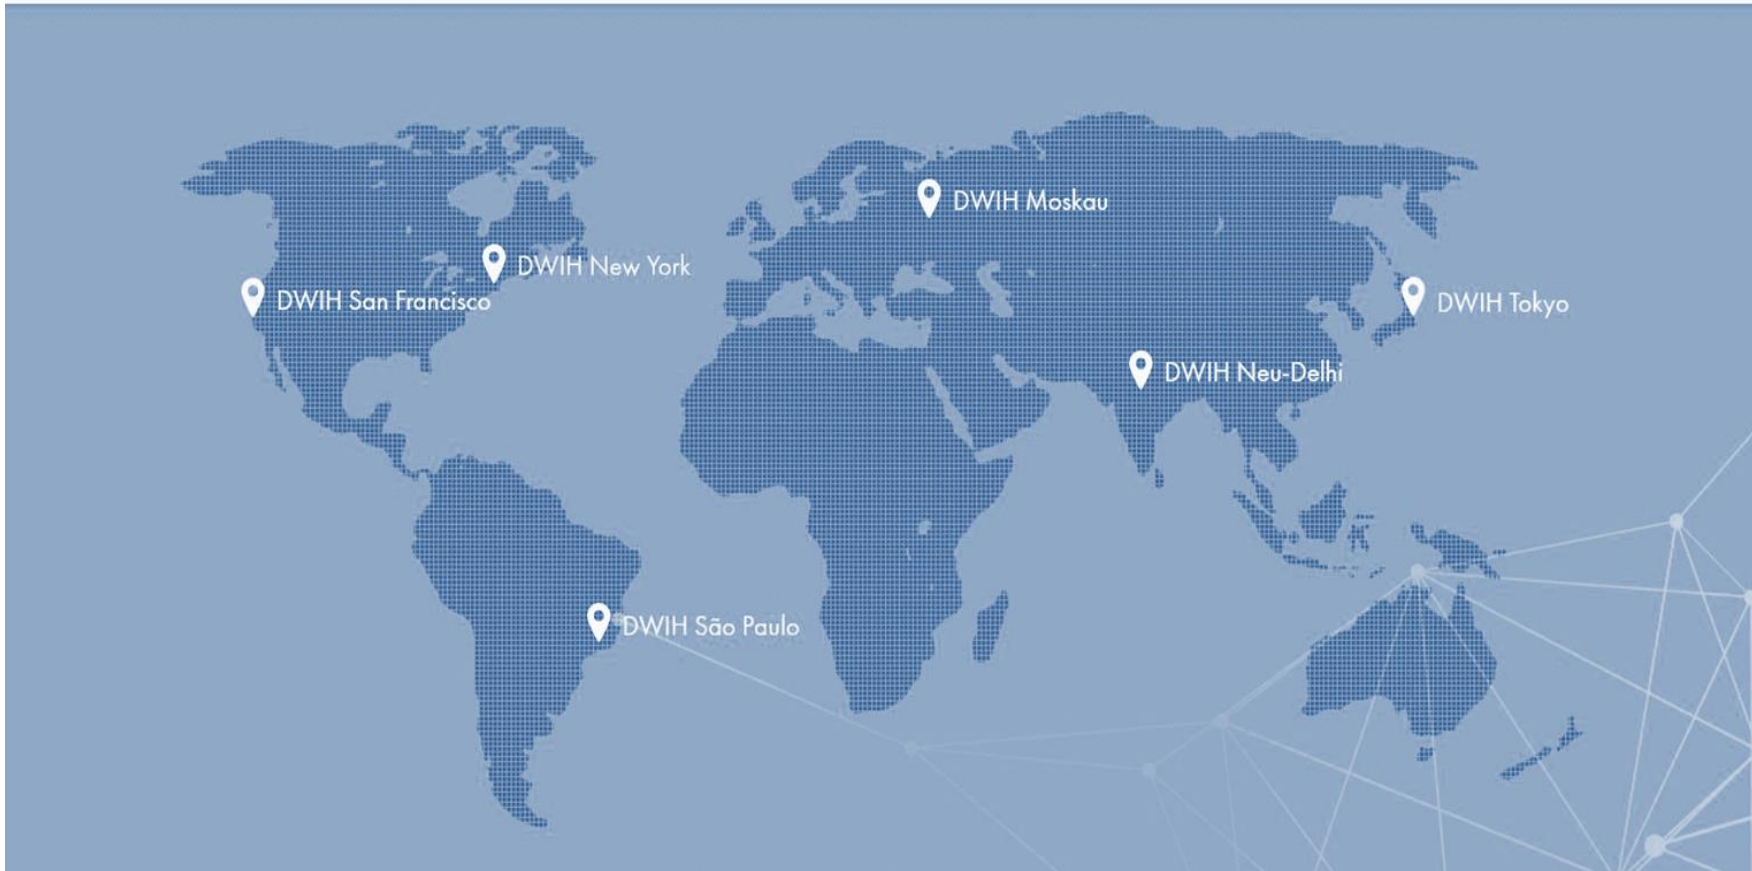 DWIH Moskau
DWIH New York
DWIH San Francisco
DWIH Tokyo
DWIH Neu-Delhi
DWIH São Paulo